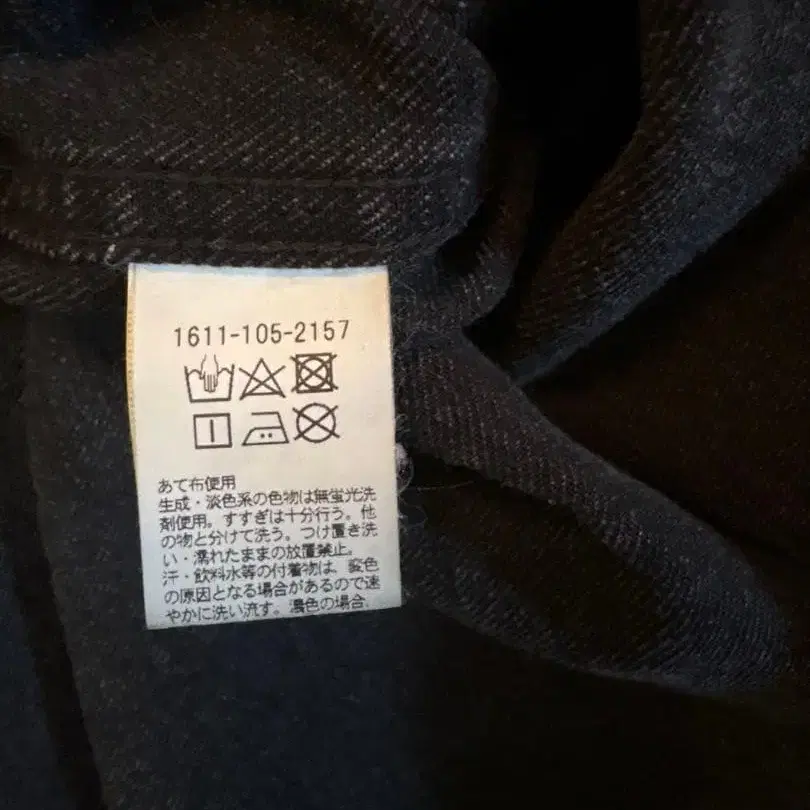 1611-105-2157
あて布使用
生成・淡色系の色物は無蛍光洗
剤使用。すすぎは十分行う。他
の物と分けて洗う。つけ置き洗
い・濡れたままの放置禁止。
汗・飲料水等の付着物は、変色
の原因となる場合があるので速
やかに洗い流す。濃色の場合、